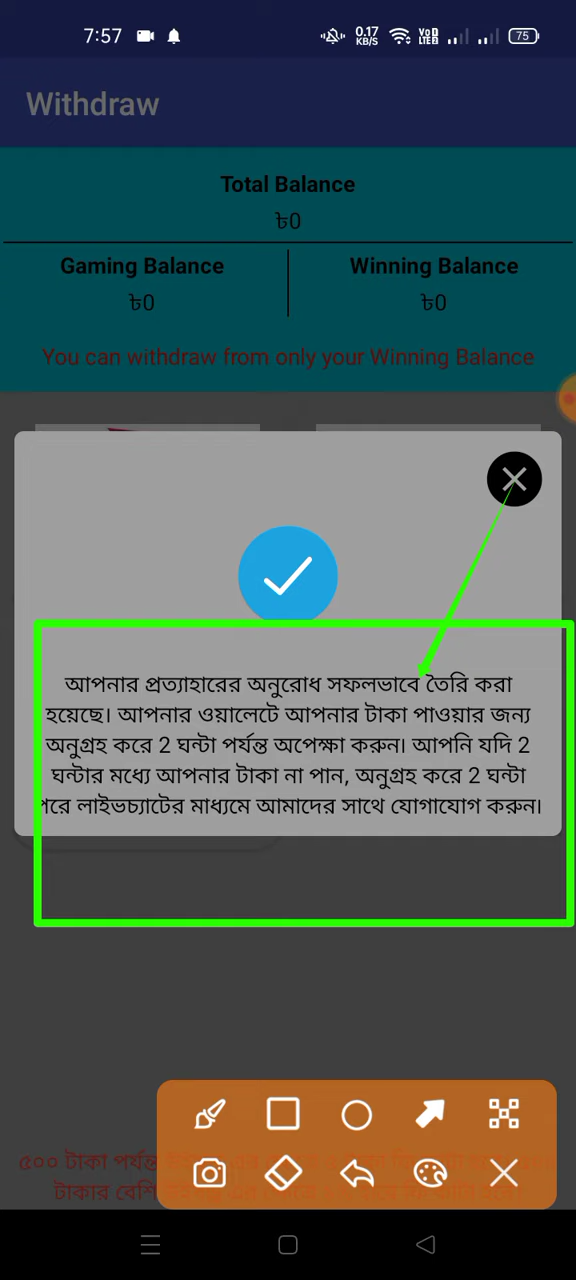 7:57
0.17
KB/S
Vo
LTE
75
Withdraw
Total Balance
৳0
Gaming Balance
Winning Balance
৳0
৳0
You can withdraw from only your Winning Balance
আপনার প্রত্যাহারের অনুরোধ সফলভাবে তৈরি করা
হয়েছে। আপনার ওয়ালেটে আপনার টাকা পাওয়ার জন্য
অনুগ্রহ করে 2 ঘন্টা পর্যন্ত অপেক্ষা করুন। আপনি যদি 2
ঘন্টার মধ্যে আপনার টাকা না পান, অনুগ্রহ করে 2 ঘন্টা
পরে লাইভচ্যাটের মাধ্যমে আমাদের সাথে যোগাযোগ করুন।
৫০০ টাকা পর্যন্ত
টাকার বেশি